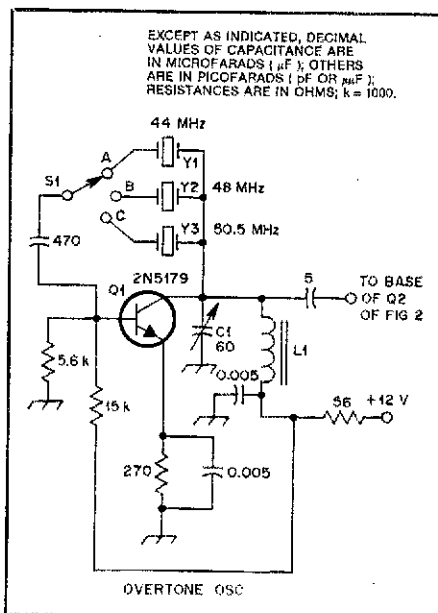 EXCEPT AS INDICATED, DECIMAL
VALUES OF CAPACITANCE ARE
IN MICROFARADS ( µF ); OTHERS
ARE IN PICOFARADS ( pF OR µµF );
RESISTANCES ARE IN OHMS; k = 1000.
44 MHz
Y1
A
S1
B
Y2
48 MHz
C
Y3
50.5 MHz
470
Q1
2N5179
5
TO BASE
OF Q2
OF FIG 2
C1
60
L1
5.6 k
15 k
0.005
56
+12 V
270
0.005
OVERTONE OSC